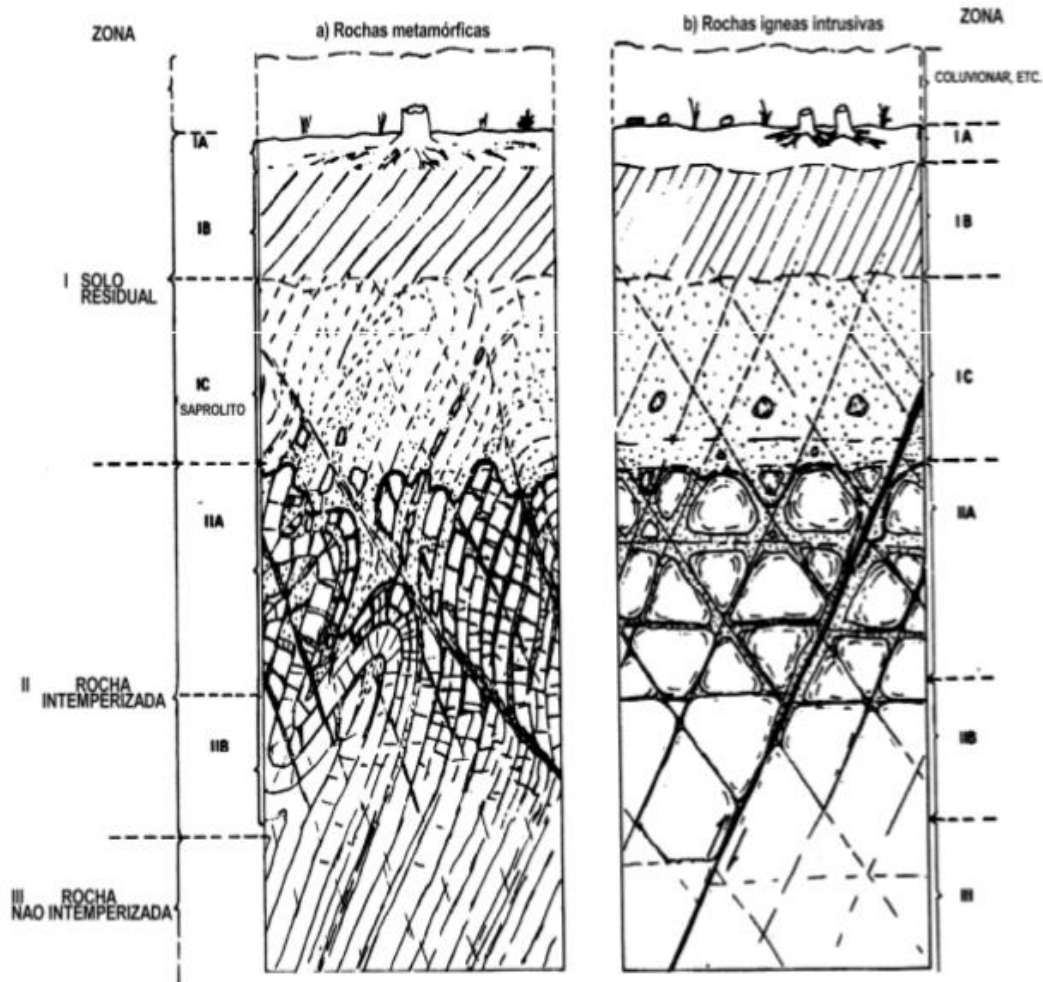 ZONA
a) Rochas metamórficas
b) Rochas igneas intrusivas
ZONA
COLUVIONAR, ETC.
IA
IA
IB
IB
I SOLO
RESIDUAL
IC
SAPROLITO
IC
IIA
IIA
II ROCHA
INTEMPERIZADA
IIB
IIB
III ROCHA
NAO INTEMPERIZADA
III